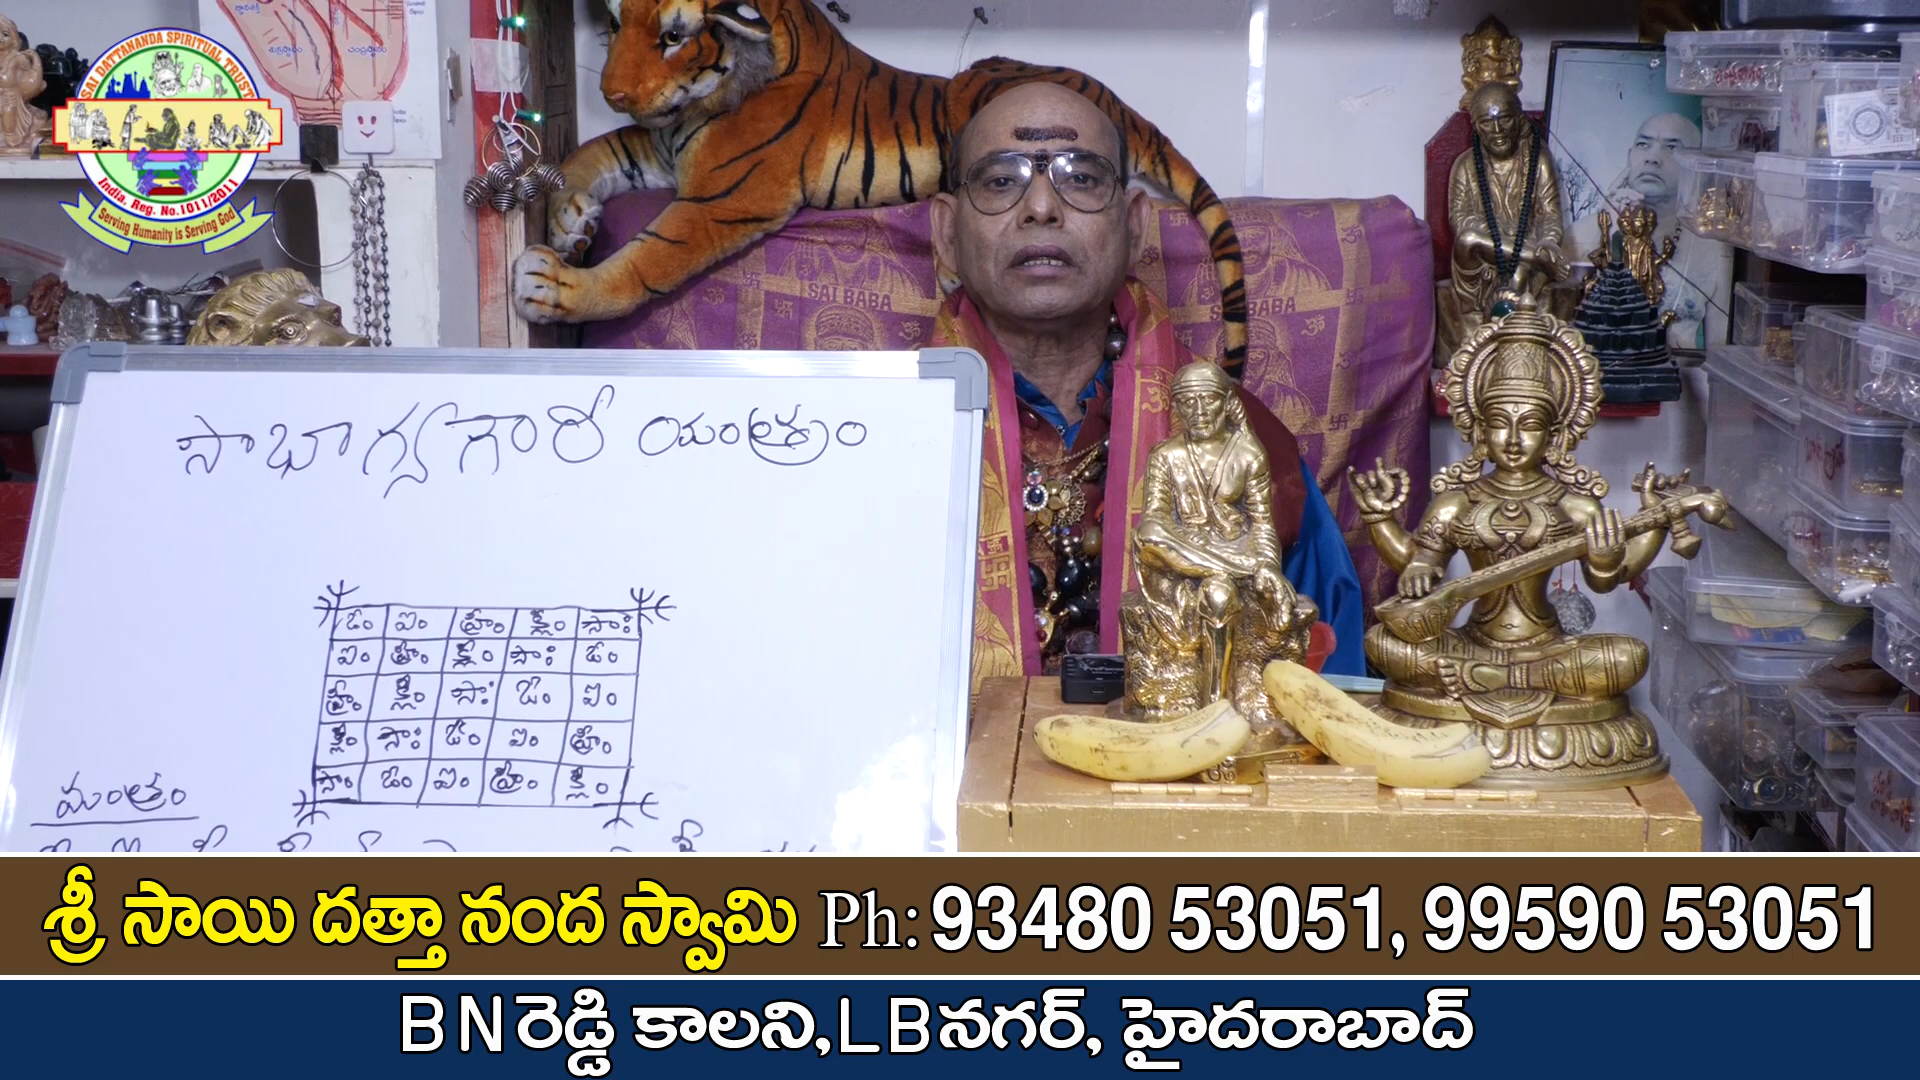 SAI DATTANANDA SPIRITUAL TRUST
India. Reg. No.1011/2011
Serving Humanity is Serving God
SAI BABA
సౌభాగ్యగౌరీ యంత్రం
ఓం ఐం హ్రీం క్లీం సౌః
ఐం హ్రీం క్లీం సౌః ఓం
హ్రీం క్లీం సౌః ఓం ఐం
క్లీం సౌః ఓం ఐం హ్రీం
సౌః ఓం ఐం హ్రీం క్లీం
మంత్రం
శ్రీ సాయి దత్తా నంద స్వామి Ph: 93480 53051, 99590 53051
B N రెడ్డి కాలని, L B నగర్, హైదరాబాద్